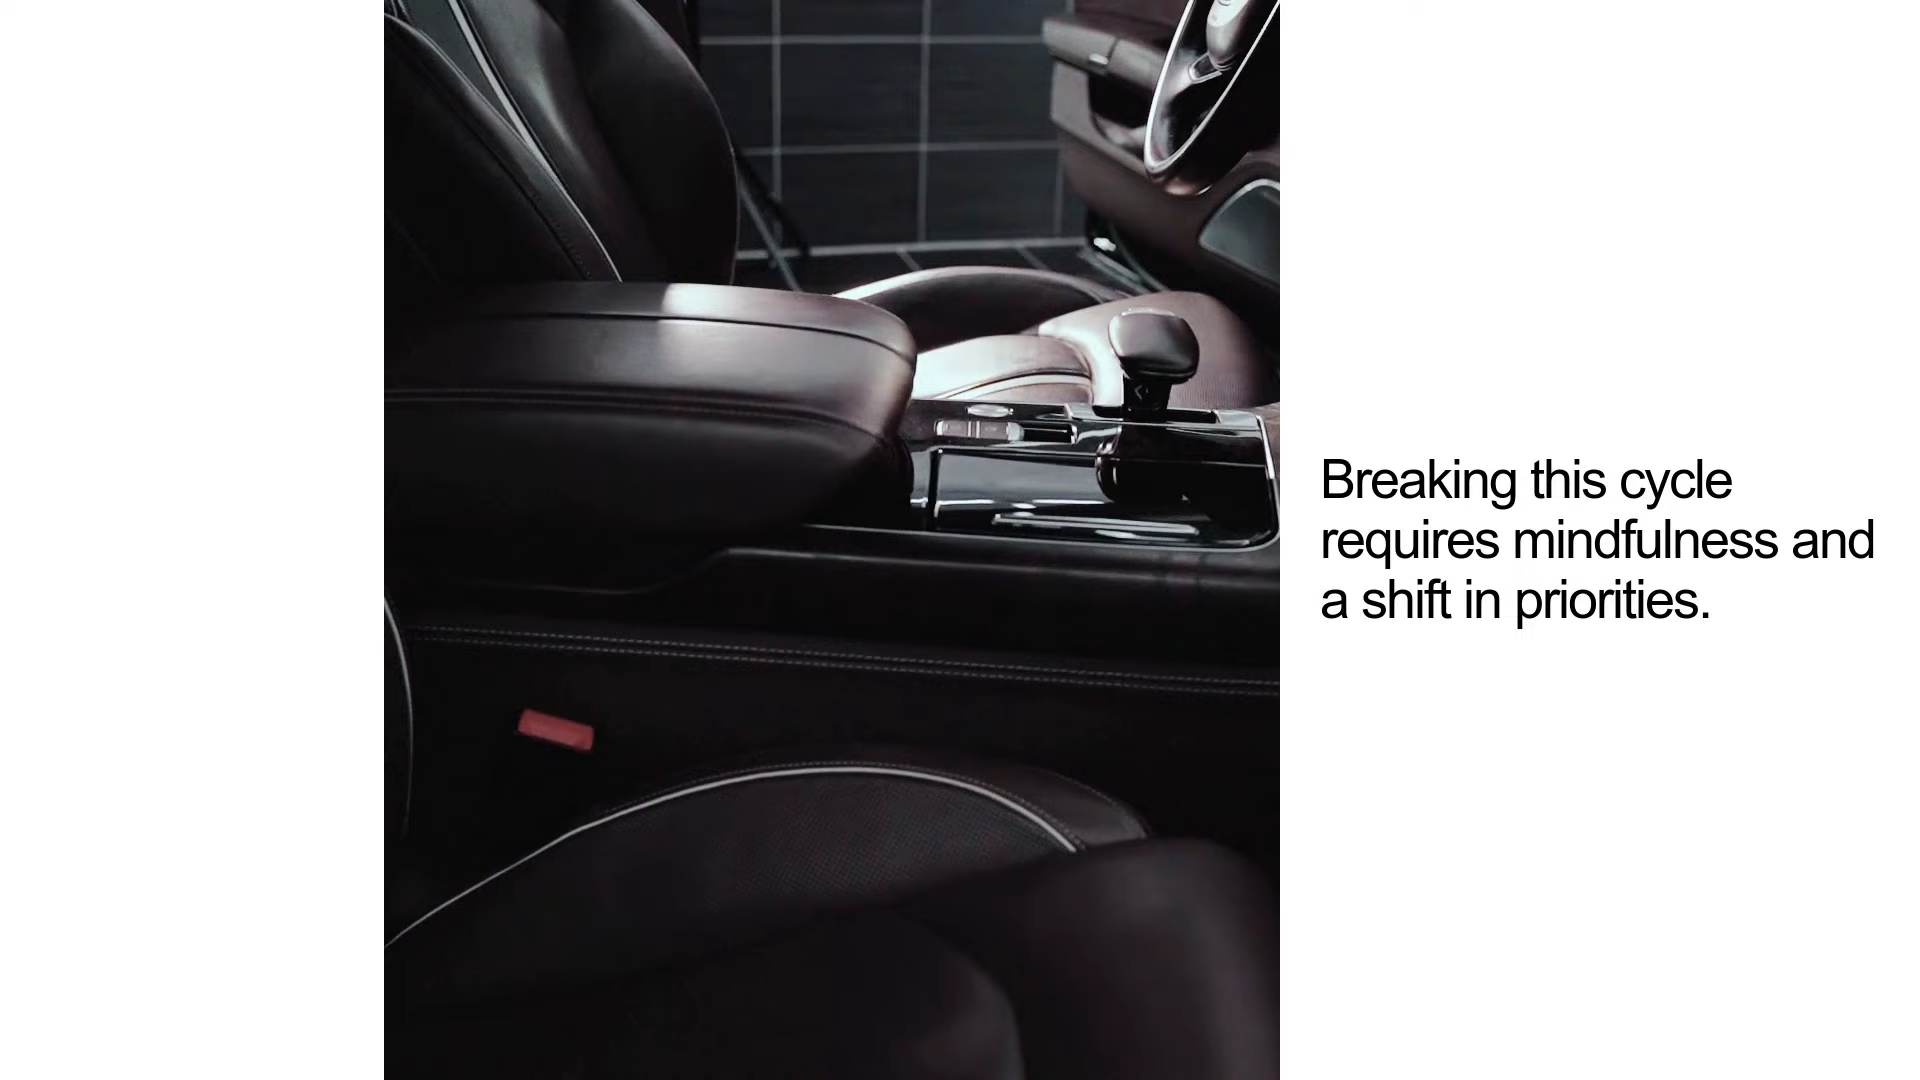 Breaking this cycle
requires mindfulness and
a shift in priorities.